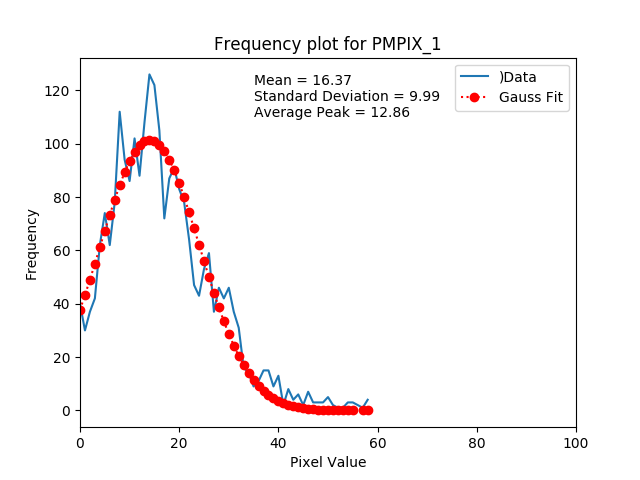 Frequency plot for PMPIX_1
Mean = 16.37
Standard Deviation = 9.99
Average Peak = 12.86
)Data
Gauss Fit
Frequency
120
100
80
60
40
20
0
0 20 40 60 80 100
Pixel Value